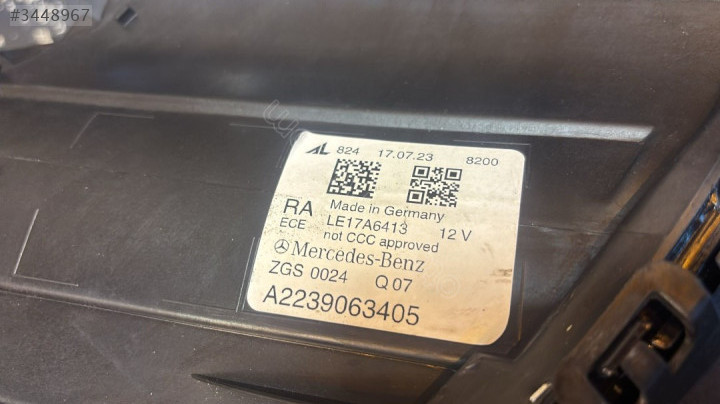 #3448967
AL 824 17.07.23 8200
RA Made in Germany
ECE LE17A6413 12 V
not CCC approved
Mercedes-Benz
ZGS 0024 Q 07
A2239063405